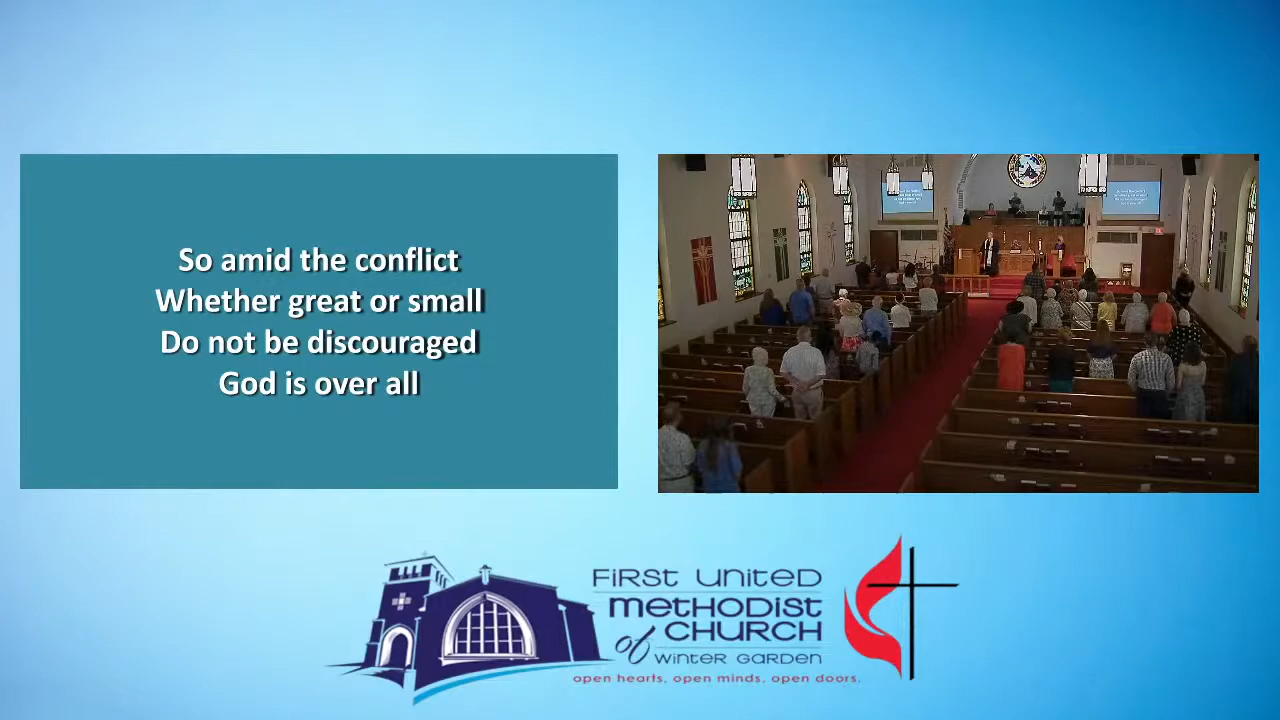 So amid the conflict
Whether great or small
Do not be discouraged
God is over all
FiRST UNiTED
METHODIST
of CHURCH
WiNTER GARDEN
open hearts, open minds, open doors.